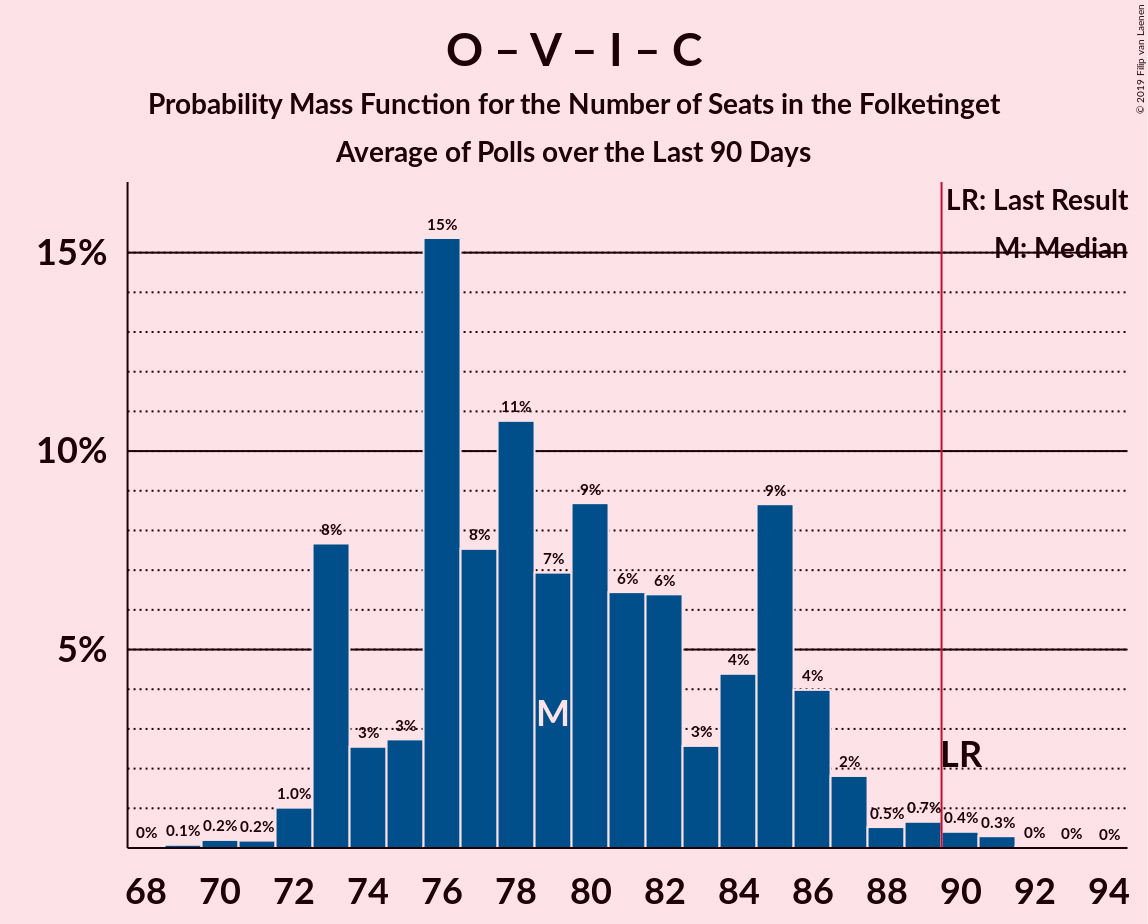 O – V – I – C
Probability Mass Function for the Number of Seats in the Folketinget
Average of Polls over the Last 90 Days
© 2019 Filip van Laenen
LR: Last Result
M: Median
15%
10%
5%
0% 0.1% 0.2% 0.2% 1.0% 8% 3% 3% 15% 8% 11% 7% 9% 6% 6% 3% 4% 9% 4% 2% 0.5% 0.7% 0.4% 0.3% 0% 0% 0%
M
LR
68 70 72 74 76 78 80 82 84 86 88 90 92 94